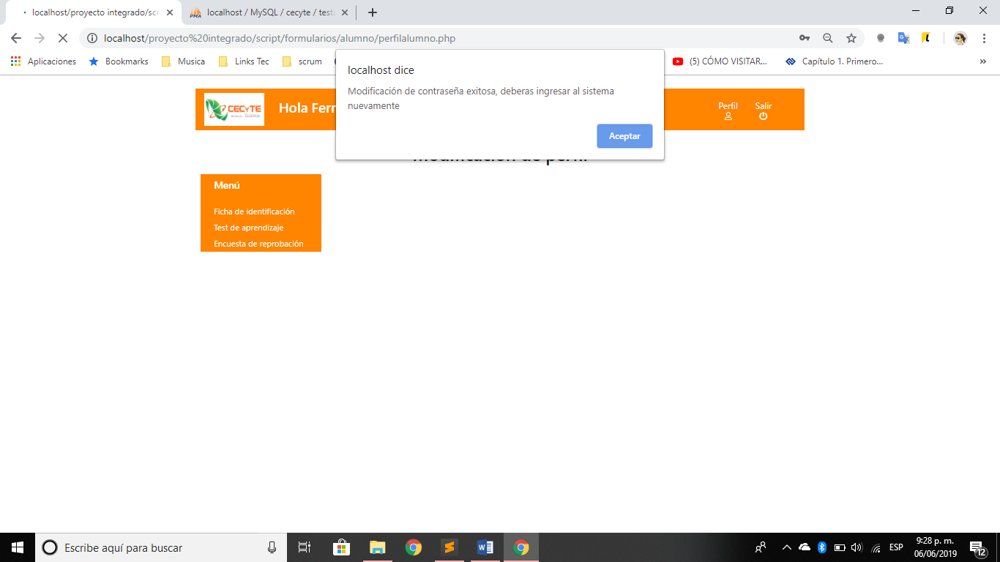 localhost/proyecto integrado/scr
localhost / MySQL / cecyte / test
localhost/proyecto%20integrado/script/formularios/alumno/perfilalumno.php
Aplicaciones
Bookmarks
Musica
Links Tec
scrum
(5) CÓMO VISITAR...
Capítulo 1. Primero...
»
localhost dice
Modificación de contraseña exitosa, deberas ingresar al sistema
nuevamente
Aceptar
CECyTE
Hola Ferr
Perfil
Salir
modificación de perfil
Menú
Ficha de identificación
Test de aprendizaje
Encuesta de reprobación
Escribe aquí para buscar
ESP
9:28 p. m.
06/06/2019
12